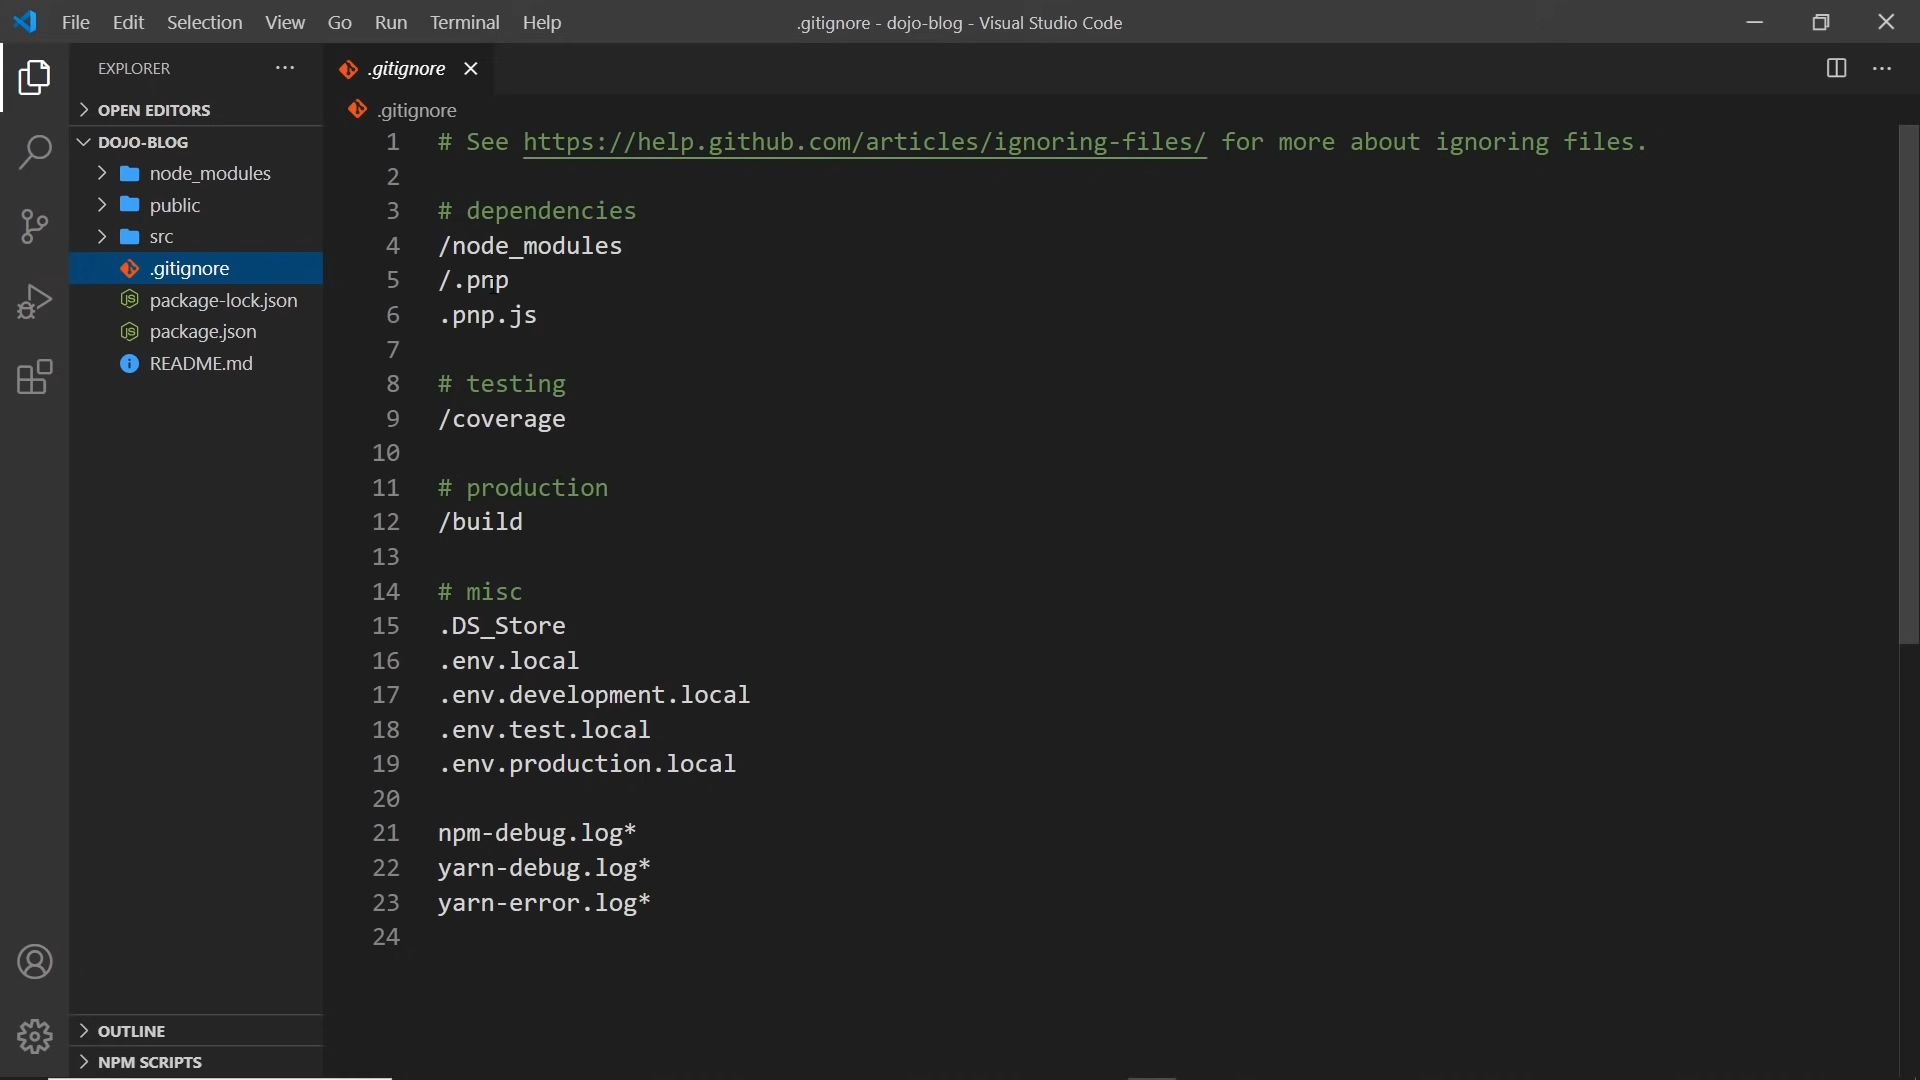 File Edit Selection View Go Run Terminal Help
.gitignore - dojo-blog - Visual Studio Code
EXPLORER
OPEN EDITORS
DOJO-BLOG
node_modules
public
src
.gitignore
package-lock.json
package.json
README.md
OUTLINE
NPM SCRIPTS
.gitignore
.gitignore
1 # See https://help.github.com/articles/ignoring-files/ for more about ignoring files.
2
3 # dependencies
4 /node_modules
5 /.pnp
6 .pnp.js
7
8 # testing
9 /coverage
10
11 # production
12 /build
13
14 # misc
15 .DS_Store
16 .env.local
17 .env.development.local
18 .env.test.local
19 .env.production.local
20
21 npm-debug.log*
22 yarn-debug.log*
23 yarn-error.log*
24